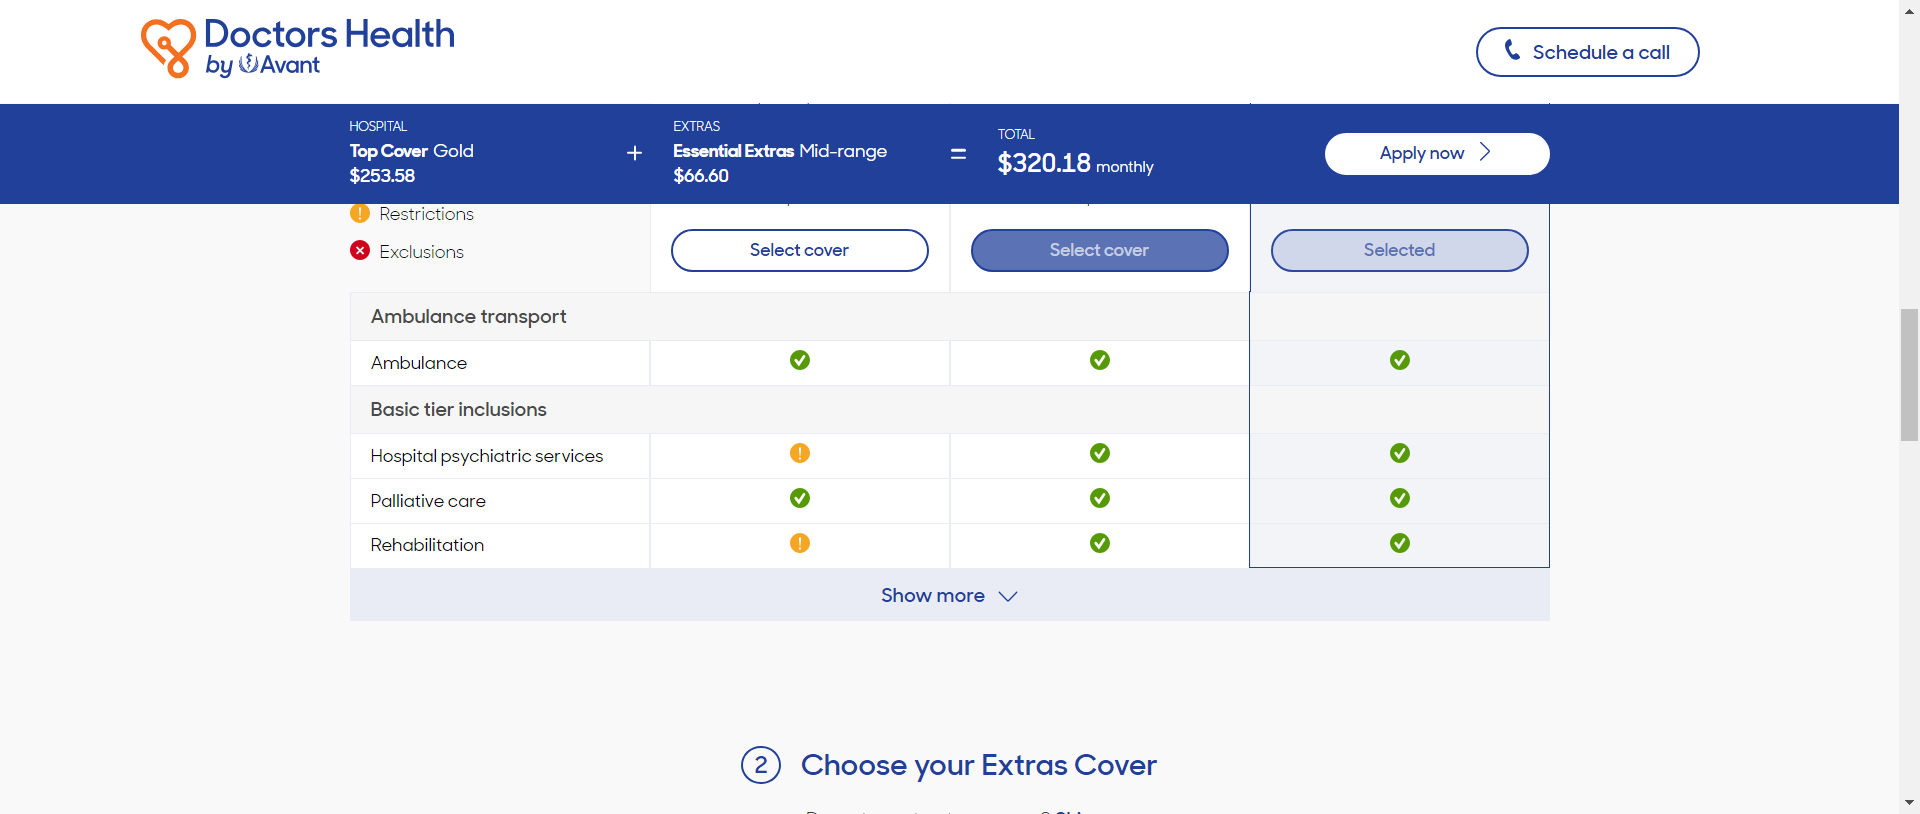 Doctors Health
by Avant
Schedule a call
HOSPITAL
Top Cover Gold
$253.58
+
EXTRAS
Essential Extras Mid-range
$66.60
=
TOTAL
$320.18 monthly
Apply now
Restrictions
Exclusions
Select cover
Select cover
Selected
Ambulance transport
Ambulance
Basic tier inclusions
Hospital psychiatric services
Palliative care
Rehabilitation
Show more
2 Choose your Extras Cover